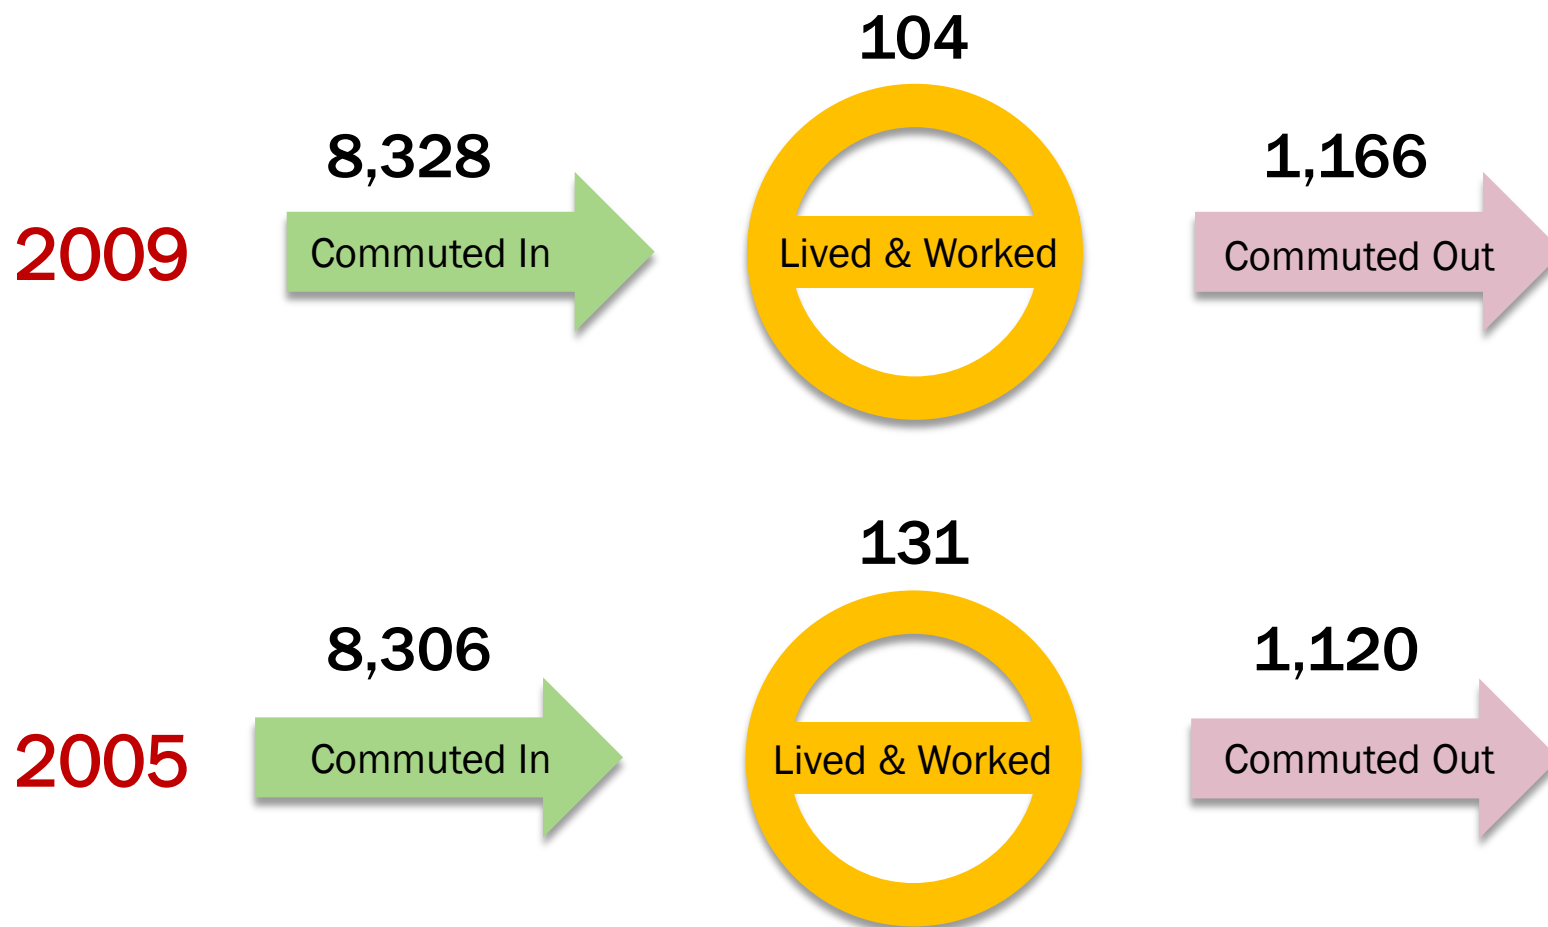 104
8,328
1,166
2009
Commuted In
Lived & Worked
Commuted Out
131
8,306
1,120
2005
Commuted In
Lived & Worked
Commuted Out